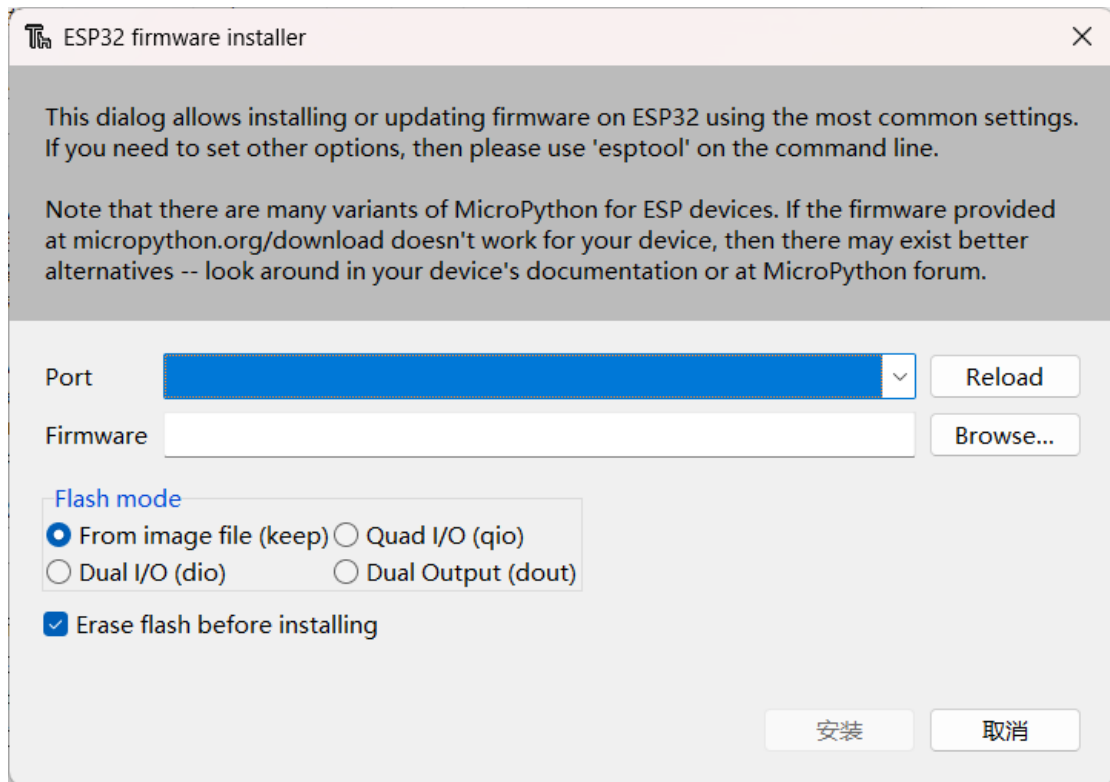 ESP32 firmware installer
This dialog allows installing or updating firmware on ESP32 using the most common settings.
If you need to set other options, then please use 'esptool' on the command line.
Note that there are many variants of MicroPython for ESP devices. If the firmware provided
at micropython.org/download doesn't work for your device, then there may exist better
alternatives -- look around in your device's documentation or at MicroPython forum.
Port
Reload
Firmware
Browse...
Flash mode
From image file (keep) Quad I/O (qio)
Dual I/O (dio) Dual Output (dout)
Erase flash before installing
安装 取消